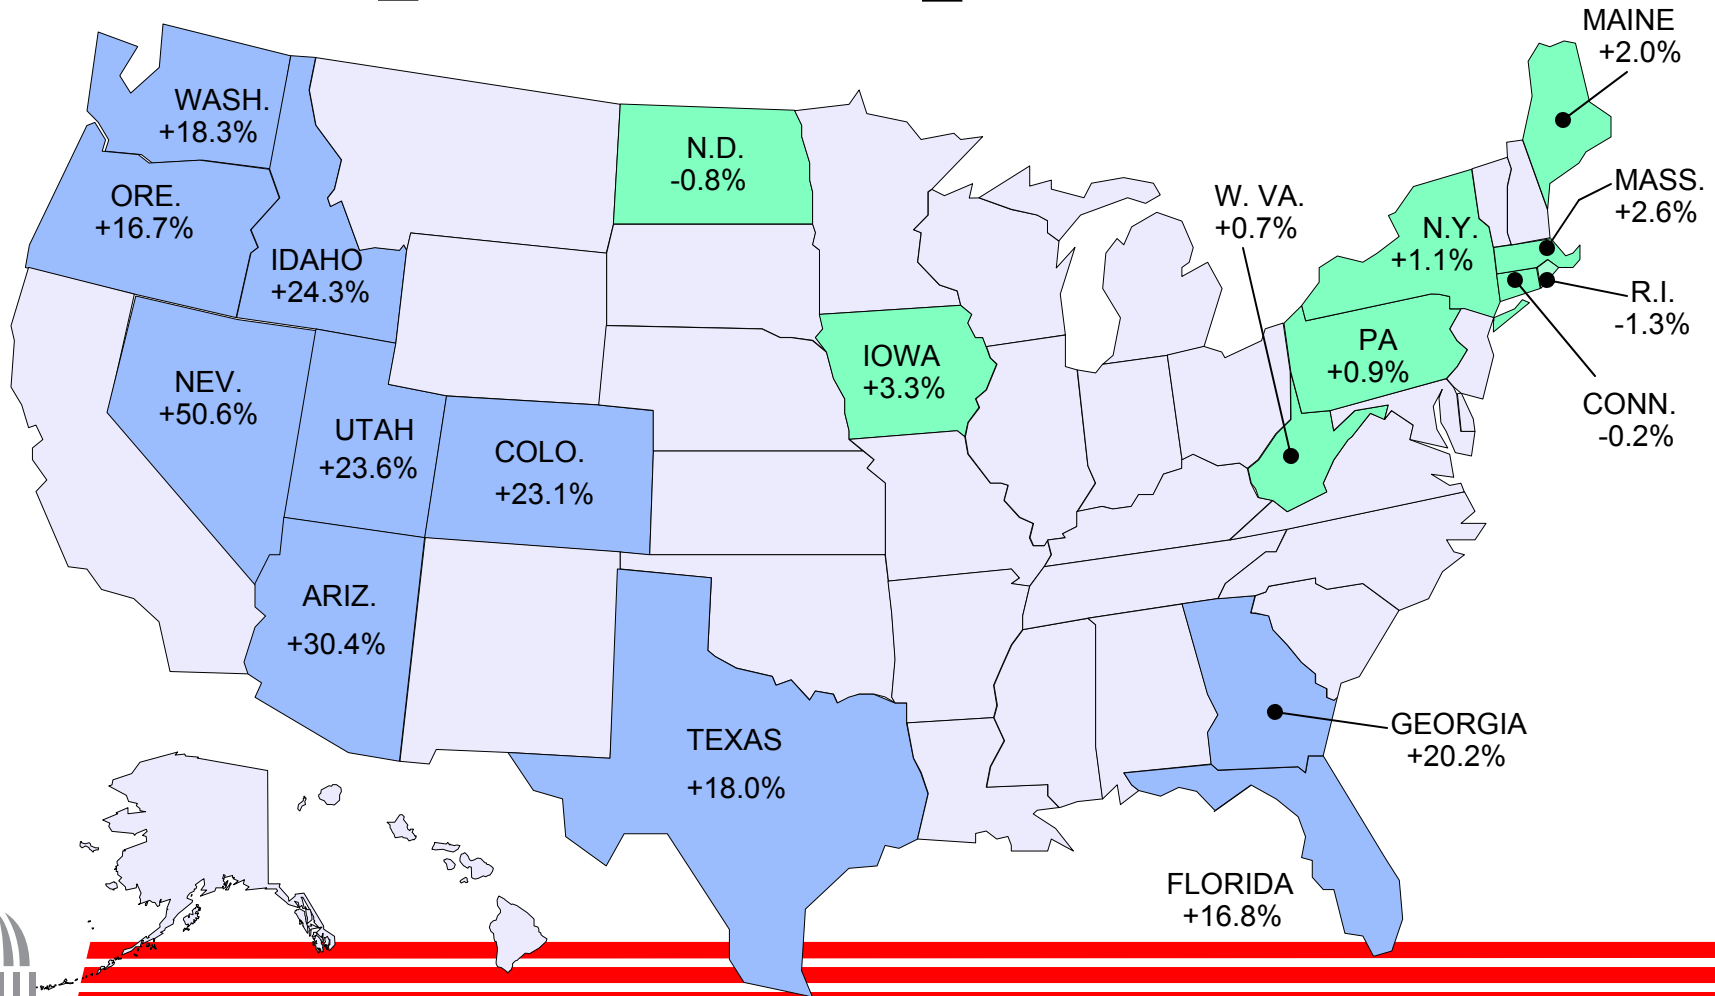 MAINE
+2.0%
WASH.
+18.3%
N.D.
-0.8%
MASS.
+2.6%
ORE.
+16.7%
W. VA.
+0.7%
N.Y.
+1.1%
IDAHO
+24.3%
R.I.
-1.3%
PA
+0.9%
IOWA
+3.3%
NEV.
+50.6%
CONN.
-0.2%
UTAH
+23.6%
COLO.
+23.1%
ARIZ.
+30.4%
GEORGIA
+20.2%
TEXAS
+18.0%
FLORIDA
+16.8%